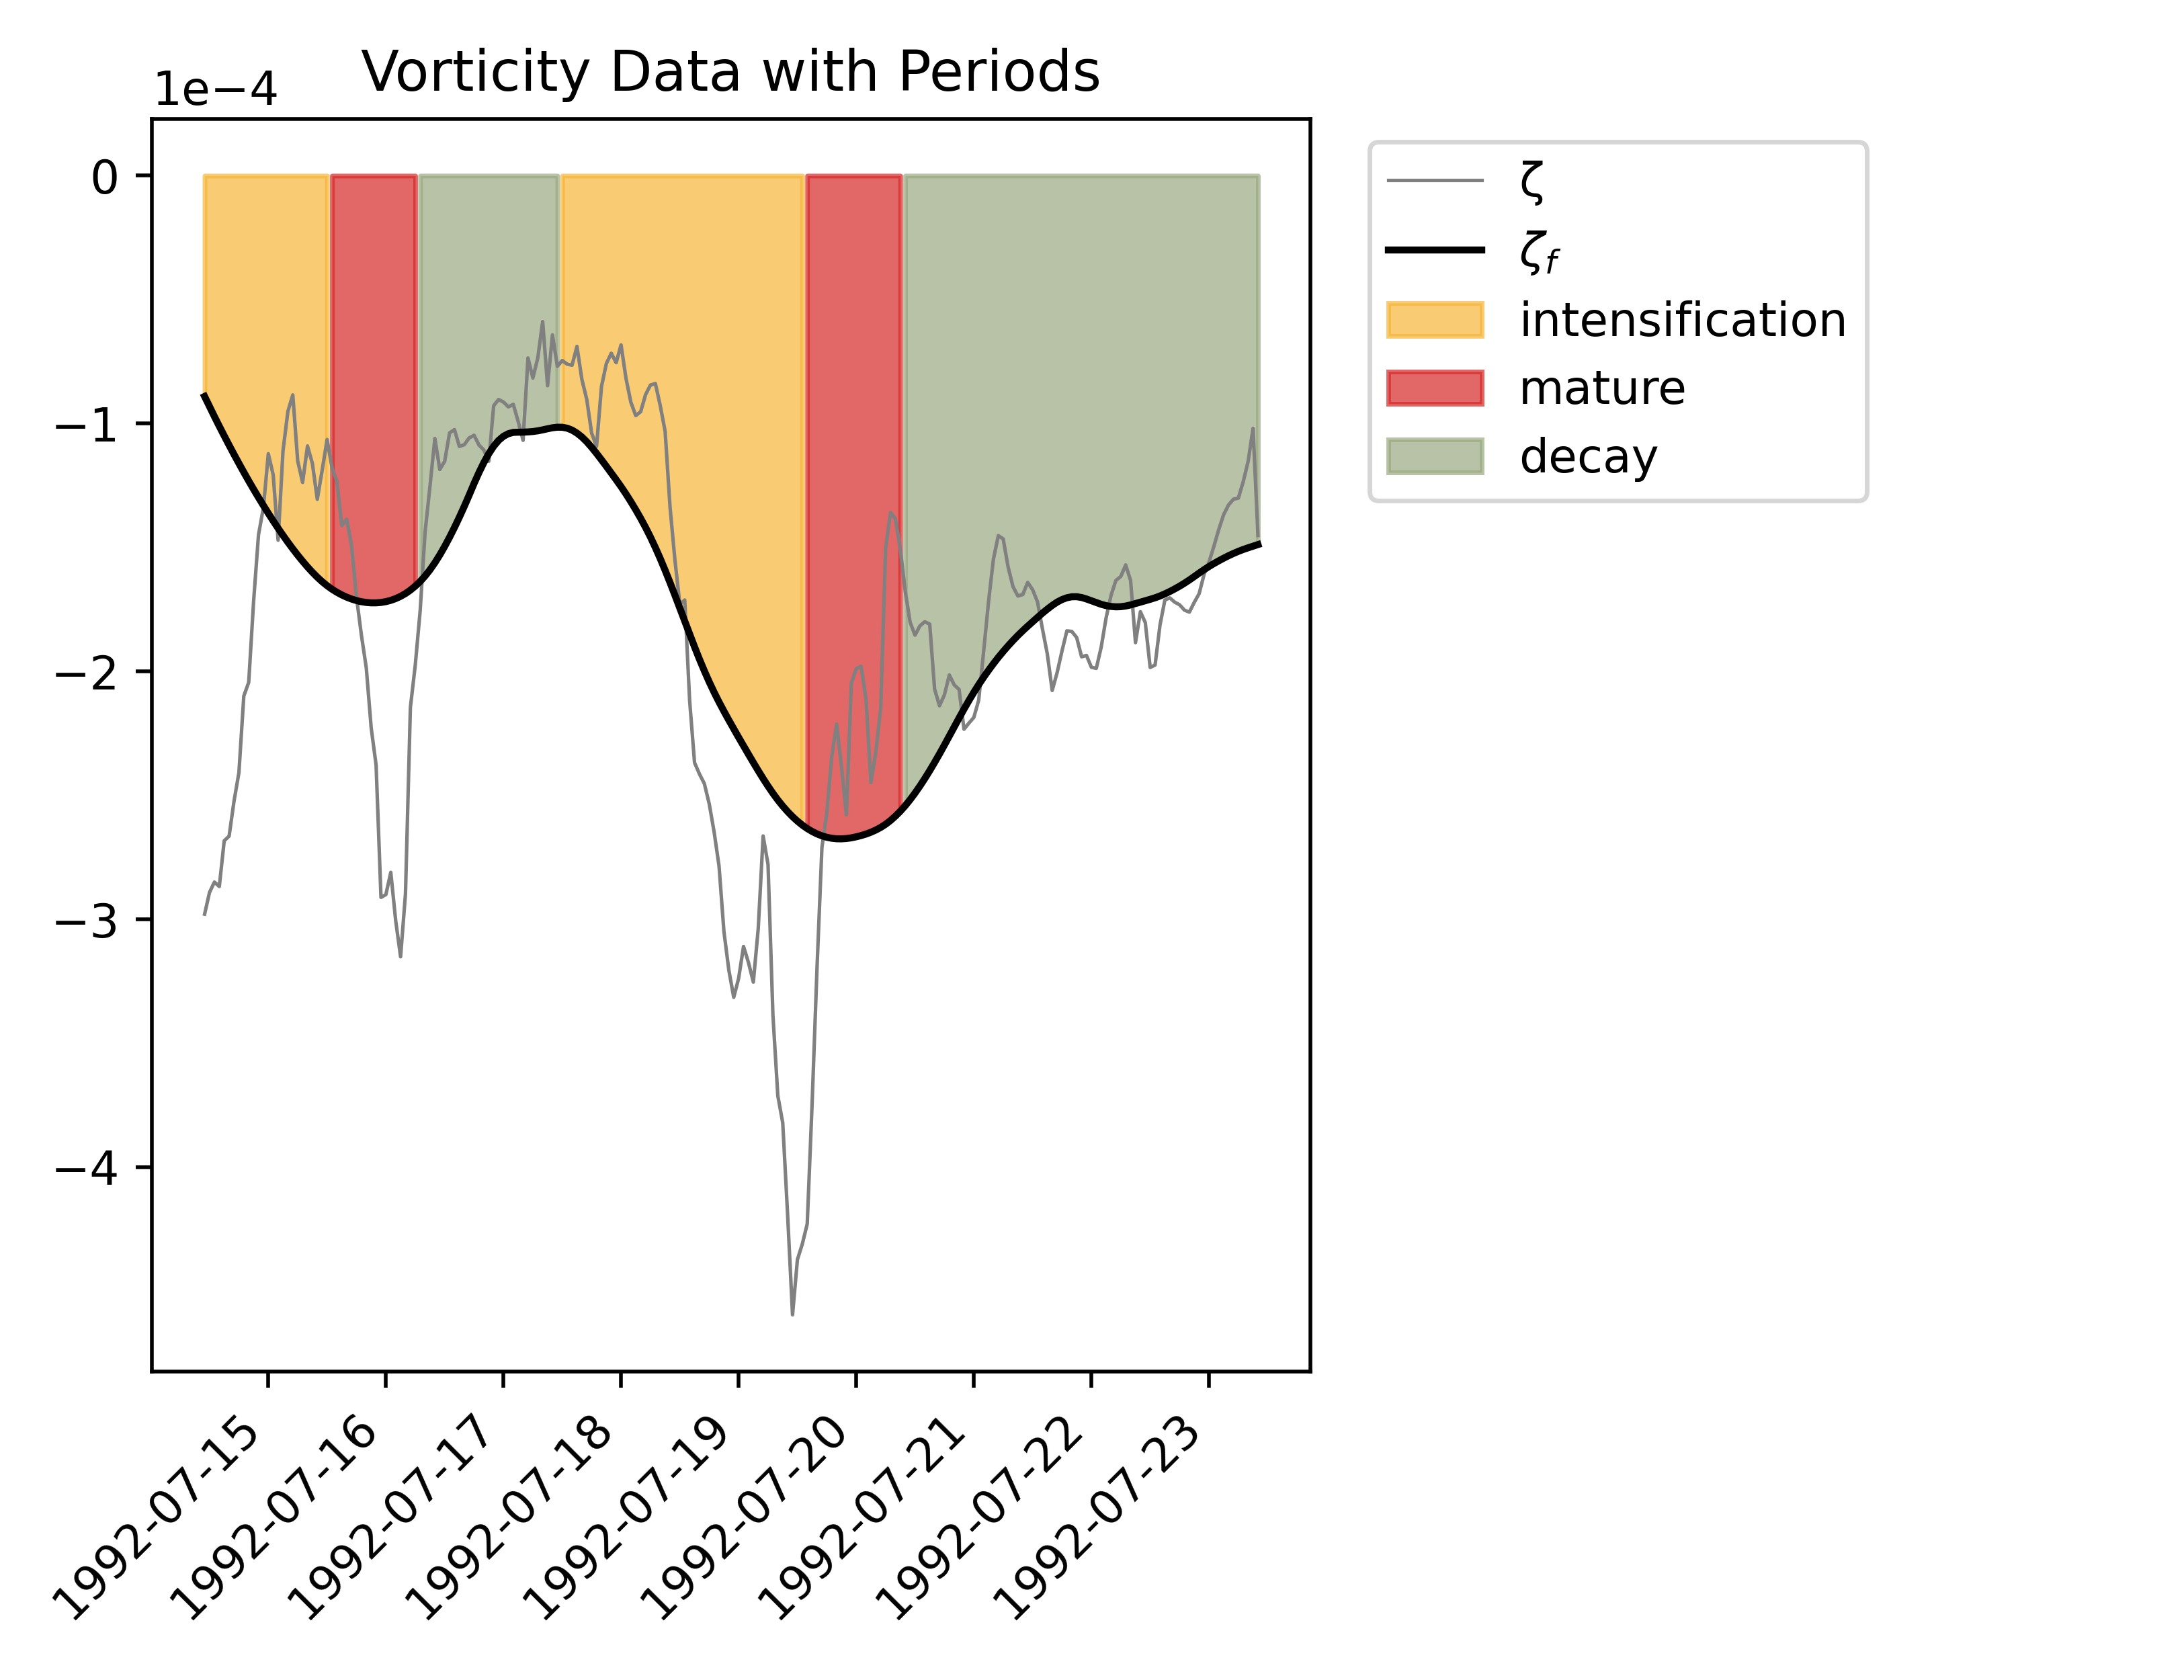 Vorticity Data with Periods
1e−4
0
−1
−2
−3
−4
1992-07-15
1992-07-16
1992-07-17
1992-07-18
1992-07-19
1992-07-20
1992-07-21
1992-07-22
1992-07-23
ζ
ζf
intensification
mature
decay